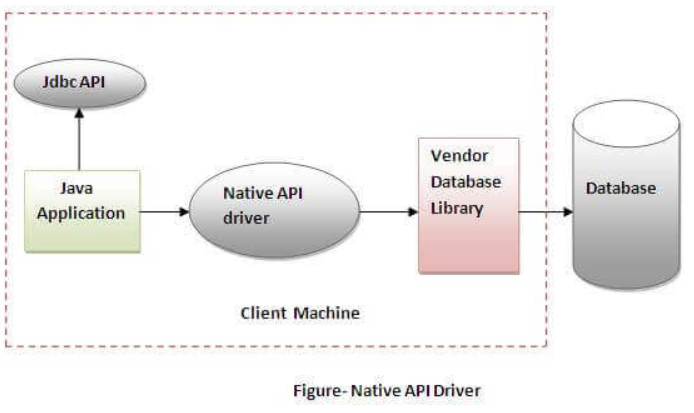 Jdbc API
Java
Application
Native API
driver
Vendor
Database
Library
Database
Client Machine
Figure- Native API Driver